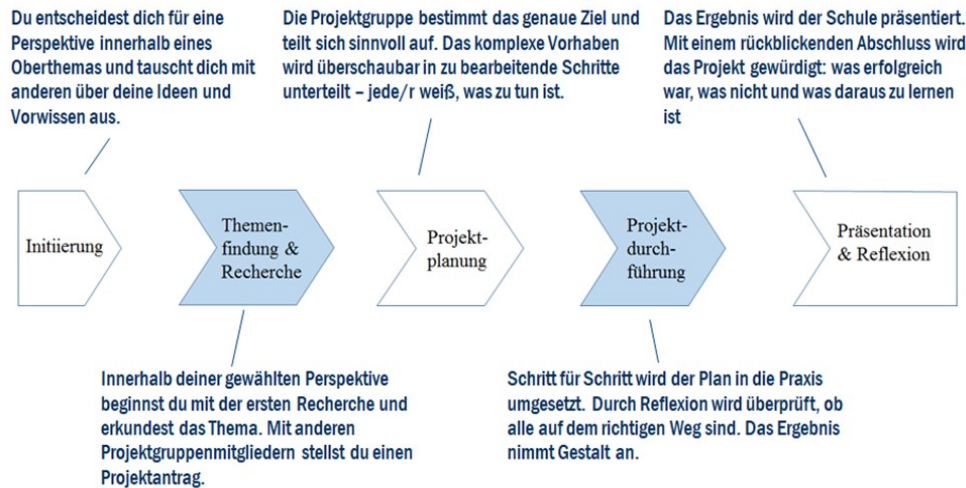 Du entscheidest dich für eine
Perspektive innerhalb eines
Oberthemas und tauscht dich mit
anderen über deine Ideen und
Vorwissen aus.
Die Projektgruppe bestimmt das genaue Ziel und
teilt sich sinnvoll auf. Das komplexe Vorhaben
wird überschaubar in zu bearbeitende Schritte
unterteilt – jede/r weiß, was zu tun ist.
Das Ergebnis wird der Schule präsentiert.
Mit einem rückblickenden Abschluss wird
das Projekt gewürdigt: was erfolgreich
war, was nicht und was daraus zu lernen
ist
Initiierung
Themen-
findung &
Recherche
Projekt-
planung
Projekt-
durch-
führung
Präsentation
& Reflexion
Innerhalb deiner gewählten Perspektive
beginnst du mit der ersten Recherche und
erkundest das Thema. Mit anderen
Projektgruppenmitgliedern stellst du einen
Projektantrag.
Schritt für Schritt wird der Plan in die Praxis
umgesetzt. Durch Reflexion wird überprüft, ob
alle auf dem richtigen Weg sind. Das Ergebnis
nimmt Gestalt an.